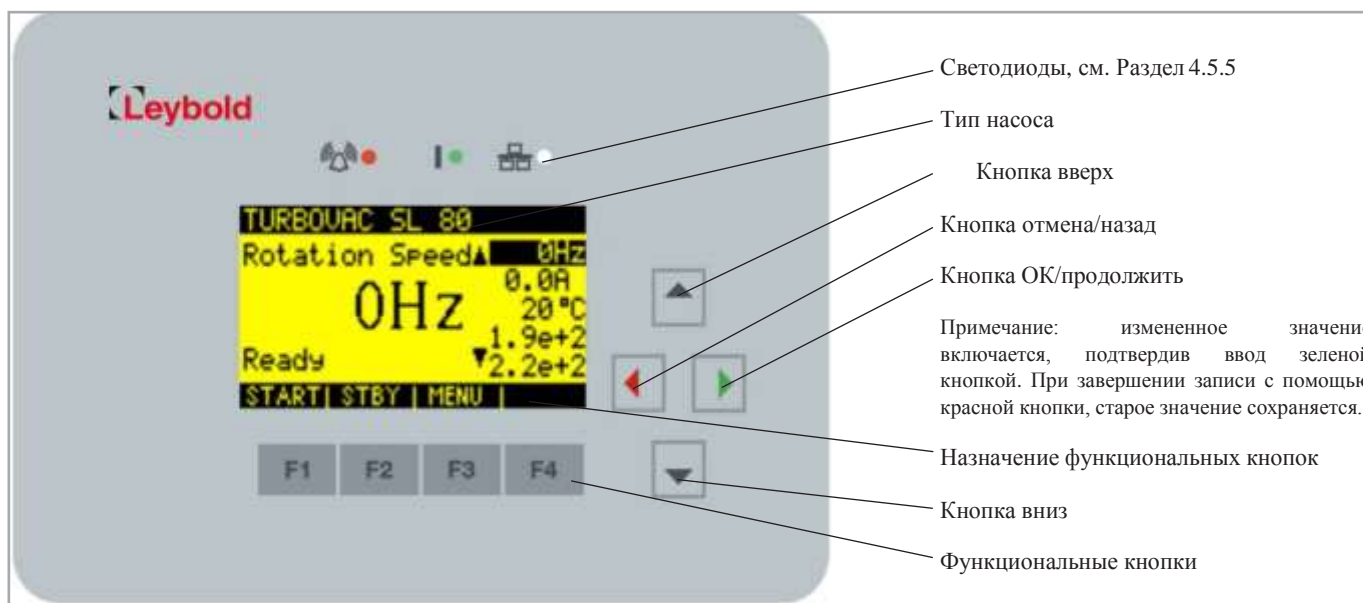 Leybold
TURBOVAC SL 80
Rotation Speed▲ 0Hz
0.0A
0Hz
20°C
1.9e+2
Ready ▼2.2e+2
START| STBY | MENU |
F1 F2 F3 F4
Светодиоды, см. Раздел 4.5.5
Тип насоса
Кнопка вверх
Кнопка отмена/назад
Кнопка ОК/продолжить
Примечание: измененное значение
включается, подтвердив ввод зеленой
кнопкой. При завершении записи с помощью
красной кнопки, старое значение сохраняется.
Назначение функциональных кнопок
Кнопка вниз
Функциональные кнопки